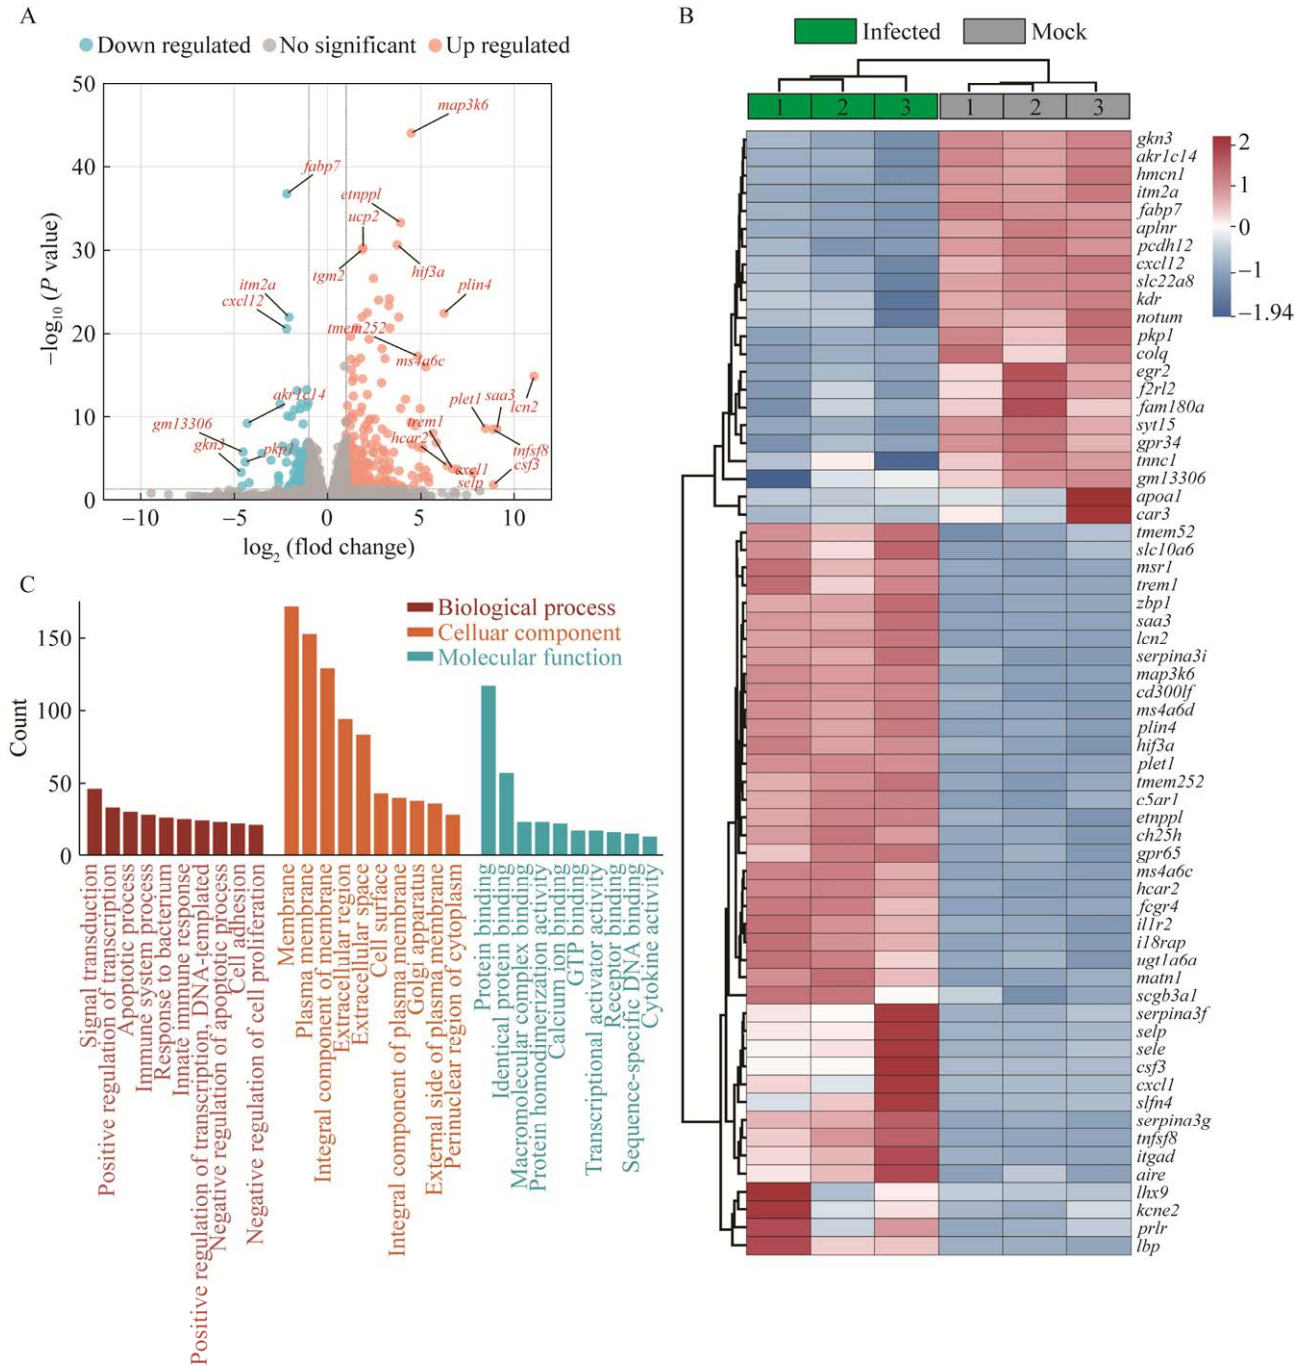 A
Down regulated
No significant
Up regulated
50
40
30
20
10
0
−log10 (P value)
−10
−5
0
5
10
log2 (flod change)
map3k6
fabp7
etnppl
ucp2
tgm2
hif3a
itm2a
cxcl12
plin4
tmem252
ms4a6c
akr1c14
plet1
saa3
lcn2
gm13306
gkn3
pkp1
trem1
hcar2
tnfsf8
cxcl1
csf3
selp
B
Infected
Mock
1
2
3
1
2
3
2
1
0
−1
−1.94
gkn3
akr1c14
hmcn1
itm2a
fabp7
aplnr
pcdh12
cxcl12
slc22a8
kdr
notum
pkp1
colq
egr2
f2rl2
fam180a
syt15
gpr34
tnnc1
gm13306
apoa1
car3
tmem52
slc10a6
msr1
trem1
zbp1
saa3
lcn2
serpina3i
map3k6
cd300lf
ms4a6d
plin4
hif3a
plet1
tmem252
c5ar1
etnppl
ch25h
gpr65
ms4a6c
hcar2
fcgr4
il1r2
i18rap
ugt1a6a
matn1
scgb3a1
serpina3f
selp
sele
csf3
cxcl1
slfn4
serpina3g
tnfsf8
itgad
aire
lhx9
kcne2
prlr
lbp
C
Biological process
Celluar component
Molecular function
150
100
50
0
Count
Signal transduction
Positive regulation of transcription
Apoptotic process
Immune system process
Response to bacterium
Innate immune response
Positive regulation of transcription, DNA-templated
Negative regulation of apoptotic process
Cell adhesion
Negative regulation of cell proliferation
Membrane
Plasma membrane
Integral component of membrane
Extracellular region
Extracellular space
Cell surface
Integral component of plasma membrane
Golgi apparatus
External side of plasma membrane
Perinuclear region of cytoplasm
Protein binding
Identical protein binding
Macromolecular complex binding
Protein homodimerization activity
Calcium ion binding
GTP binding
Transcriptional activator activity
Receptor binding
Sequence-specific DNA binding
Cytokine activity